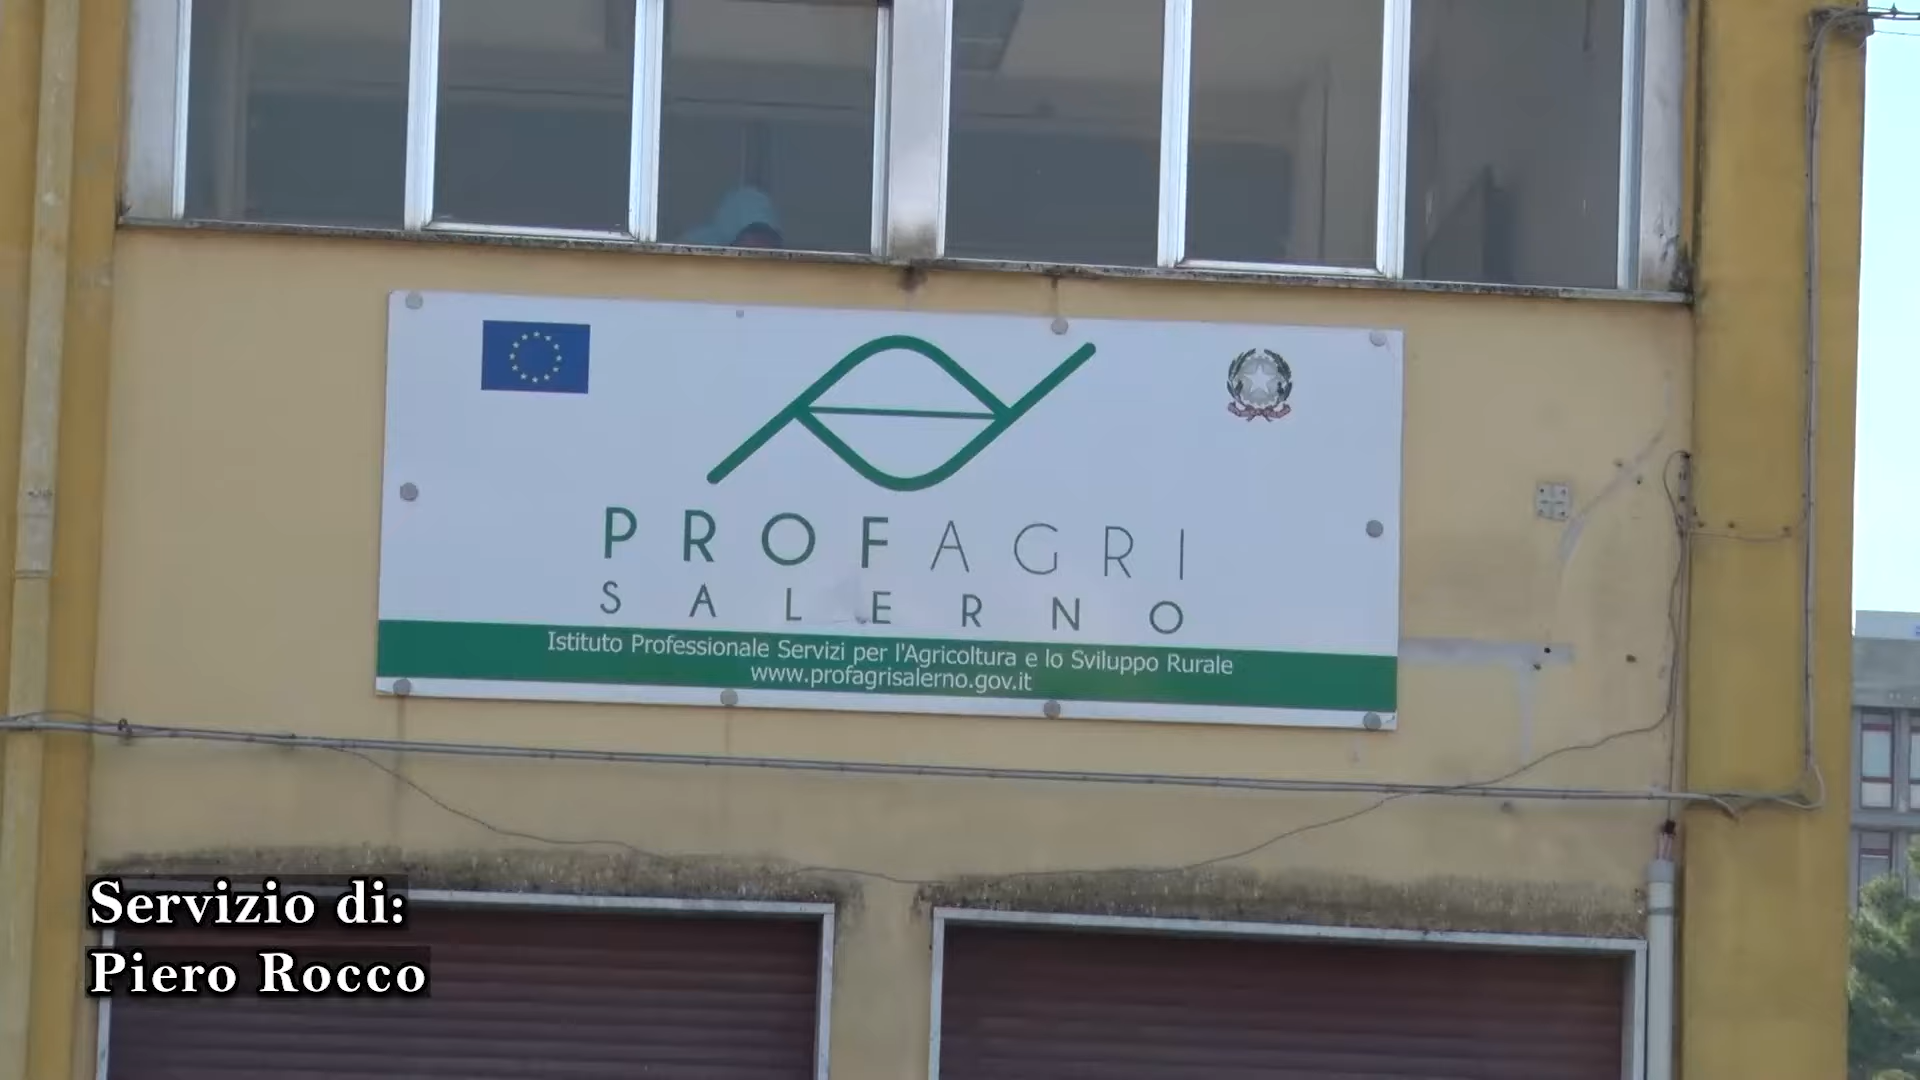 PROFAGRI
SALERNO
Istituto Professionale Servizi per l'Agricoltura e lo Sviluppo Rurale
www.profagrisalerno.gov.it
Servizio di:
Piero Rocco